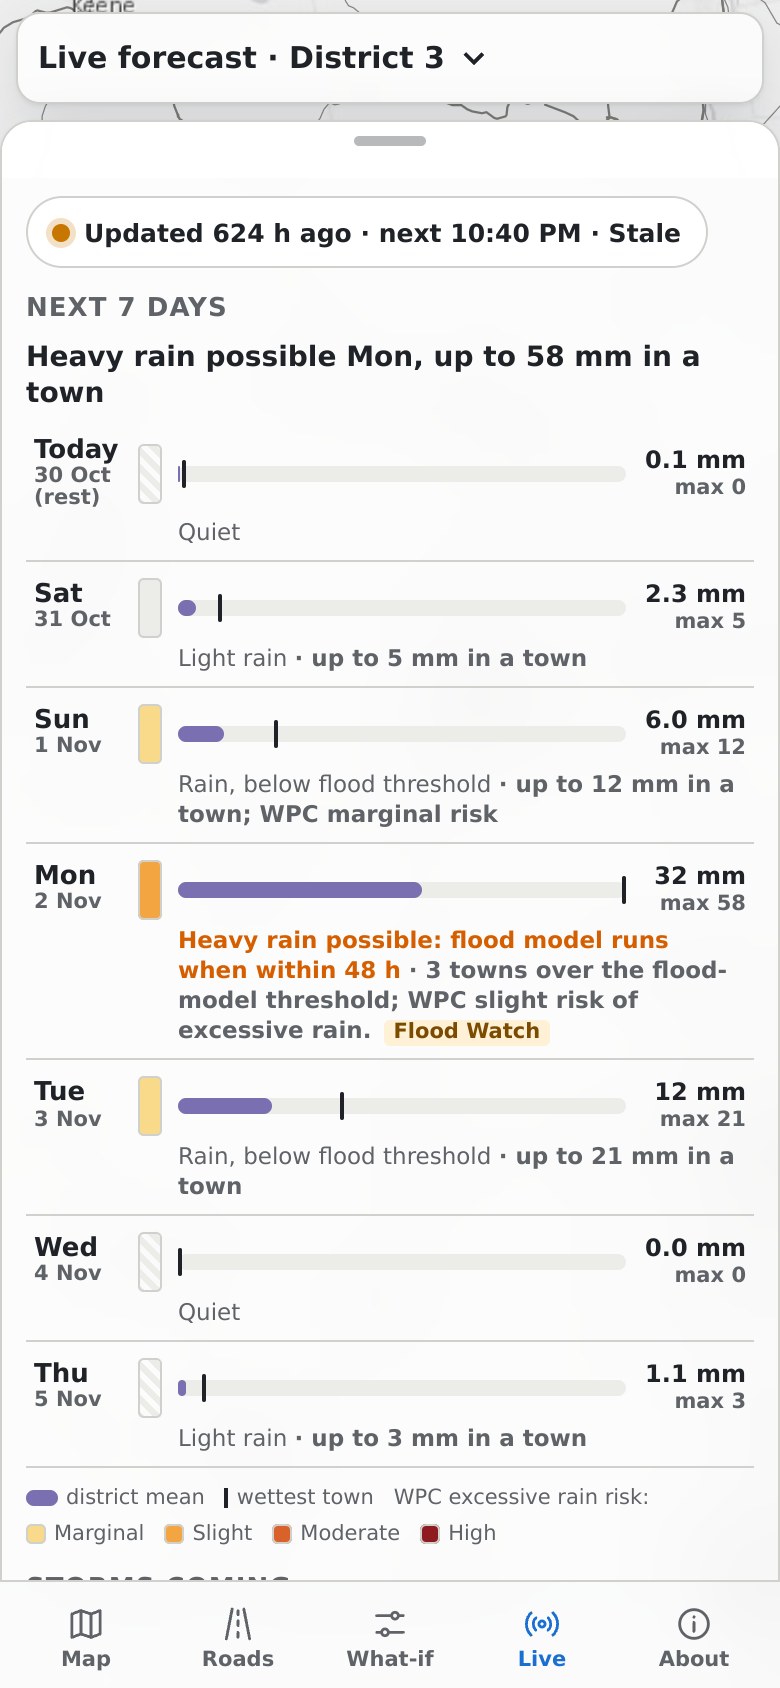 Keene
Live forecast · District 3
Updated 624 h ago · next 10:40 PM · Stale
NEXT 7 DAYS
Heavy rain possible Mon, up to 58 mm in a
town
Today
30 Oct
(rest)
0.1 mm
max 0
Quiet
Sat
31 Oct
2.3 mm
max 5
Light rain · up to 5 mm in a town
Sun
1 Nov
6.0 mm
max 12
Rain, below flood threshold · up to 12 mm in a
town; WPC marginal risk
Mon
2 Nov
32 mm
max 58
Heavy rain possible: flood model runs
when within 48 h · 3 towns over the flood-
model threshold; WPC slight risk of
excessive rain. Flood Watch
Tue
3 Nov
12 mm
max 21
Rain, below flood threshold · up to 21 mm in a
town
Wed
4 Nov
0.0 mm
max 0
Quiet
Thu
5 Nov
1.1 mm
max 3
Light rain · up to 3 mm in a town
district mean wettest town WPC excessive rain risk:
Marginal Slight Moderate High
STORMS COMING
Map Roads What-if Live About